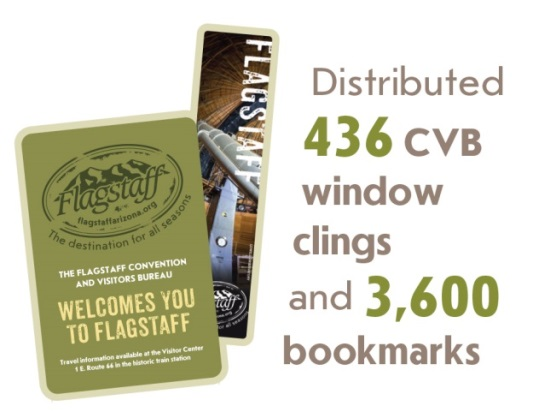 FLAGSTAFF
Flagstaff
flagstaffarizona.org
The destination for all seasons
THE FLAGSTAFF CONVENTION
AND VISITORS BUREAU
WELCOMES YOU
TO FLAGSTAFF
Travel information available at the Visitor Center
1 E. Route 66 in the historic train station
Flagstaff
Distributed
436 CVB
window
clings
and 3,600
bookmarks